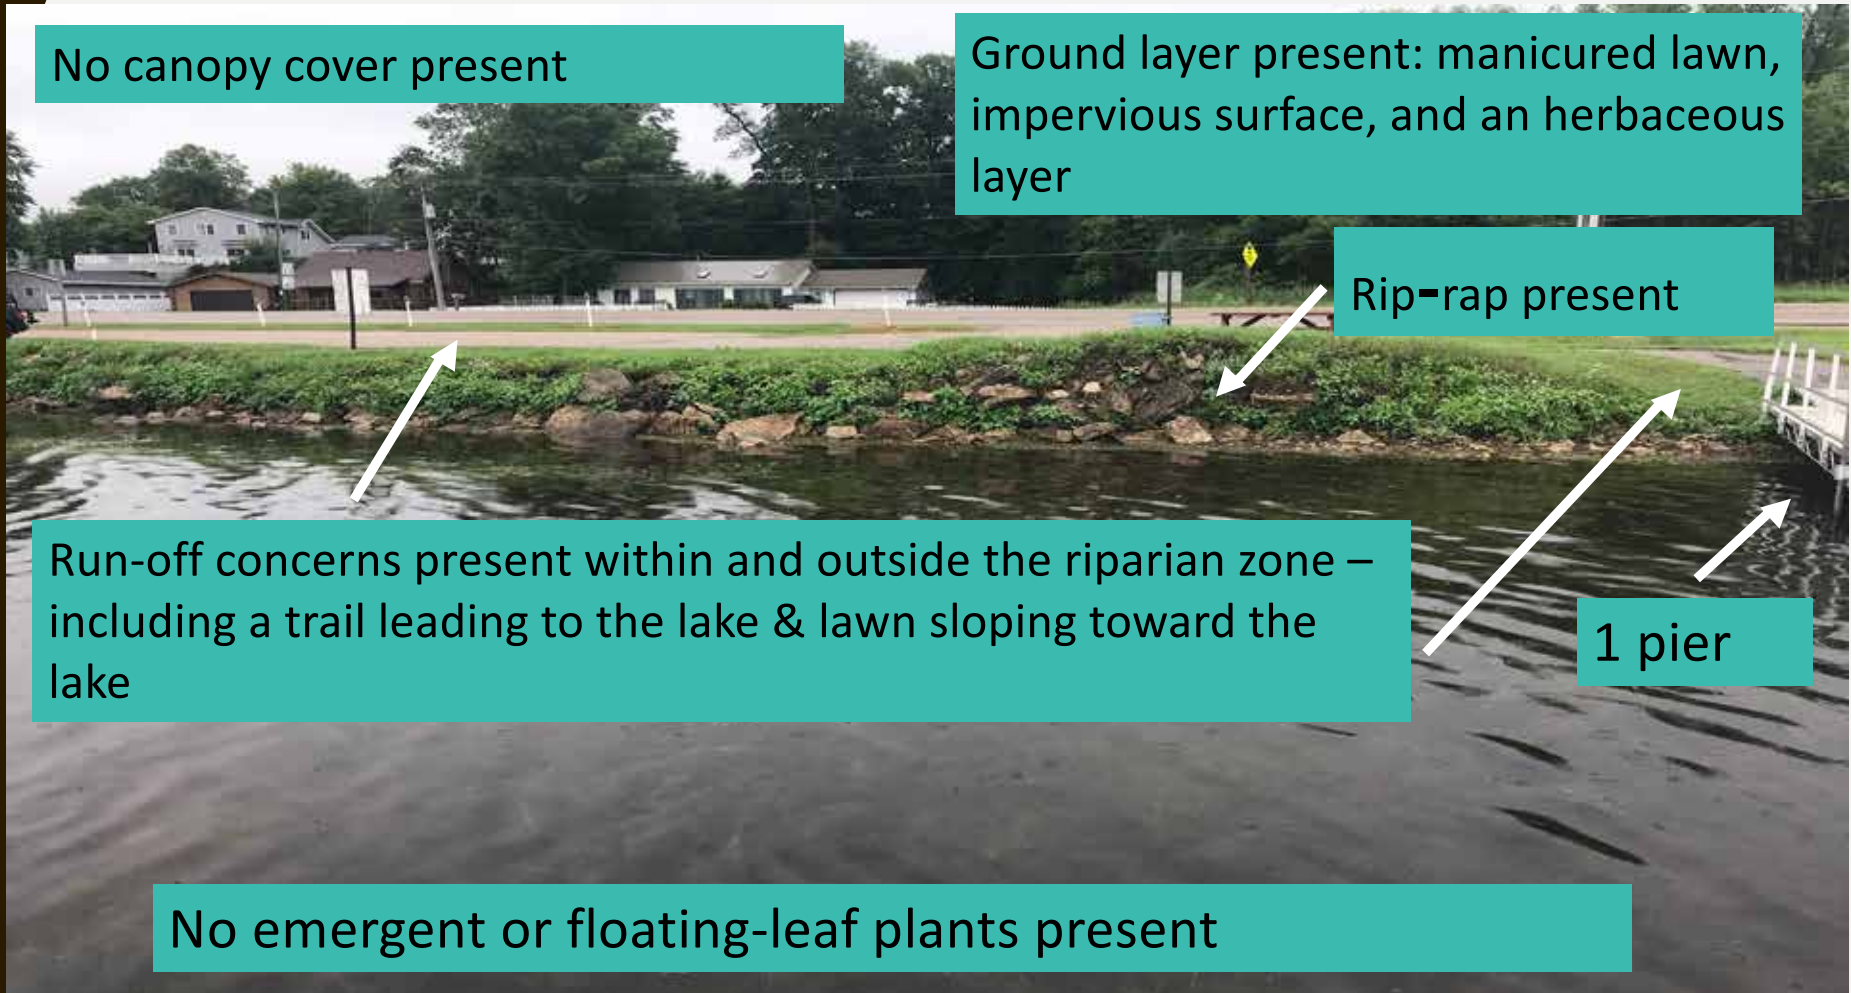 No canopy cover present
Ground layer present: manicured lawn,
impervious surface, and an herbaceous
layer
Rip-rap present
Run-off concerns present within and outside the riparian zone –
including a trail leading to the lake & lawn sloping toward the
lake
1 pier
No emergent or floating-leaf plants present